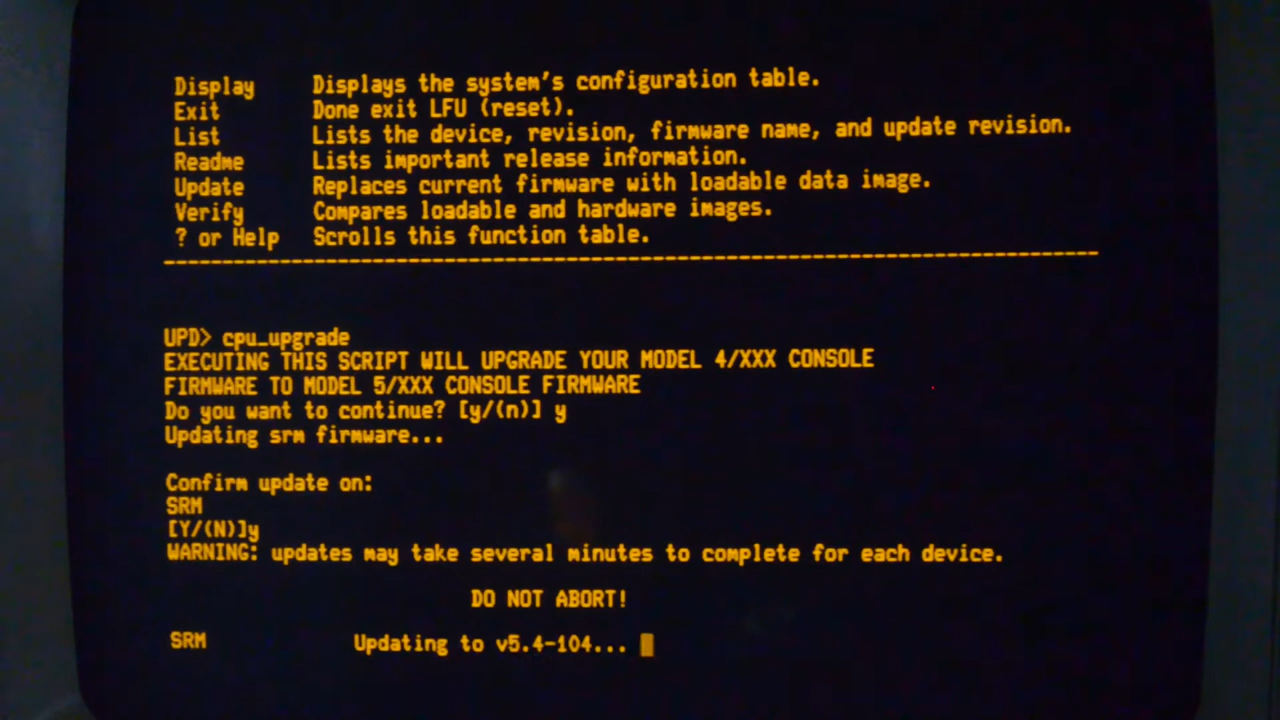 Display Displays the system's configuration table.
Exit Done exit LFU (reset).
List Lists the device, revision, firmware name, and update revision.
Readme Lists important release information.
Update Replaces current firmware with loadable data image.
Verify Compares loadable and hardware images.
? or Help Scrolls this function table.
--------------------------------------------------------------------------------
UPD> cpu_upgrade
EXECUTING THIS SCRIPT WILL UPGRADE YOUR MODEL 4/XXX CONSOLE
FIRMWARE TO MODEL 5/XXX CONSOLE FIRMWARE
Do you want to continue? [y/(n)] y
Updating srm firmware...
Confirm update on:
SRM
[Y/(N)]y
WARNING: updates may take several minutes to complete for each device.
DO NOT ABORT!
SRM Updating to v5.4-104...